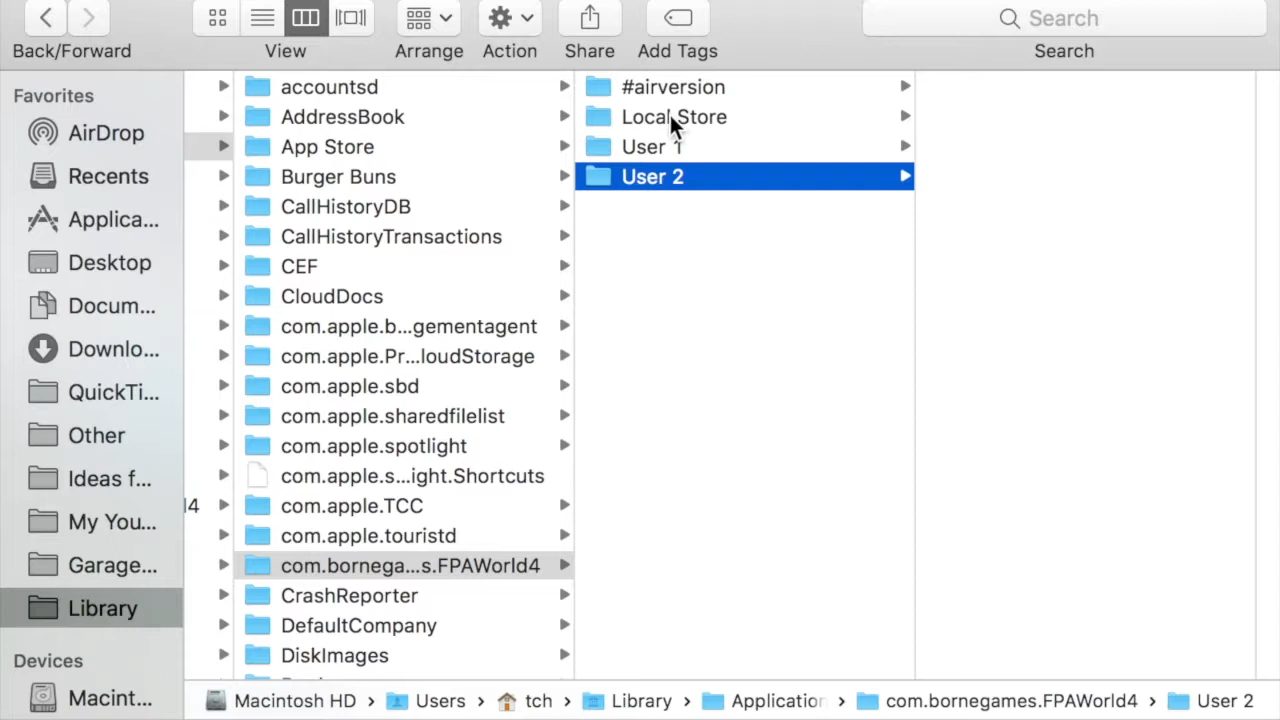 Search
Back/Forward
View
Arrange
Action
Share
Add Tags
Search
Favorites
AirDrop
Recents
Applica...
Desktop
Docum...
Downlo...
QuickTi...
Other
Ideas f...
My You...
Garage...
Library
Devices
Macint...
l4
accountsd
AddressBook
App Store
Burger Buns
CallHistoryDB
CallHistoryTransactions
CEF
CloudDocs
com.apple.b...gementagent
com.apple.Pr...loudStorage
com.apple.sbd
com.apple.sharedfilelist
com.apple.spotlight
com.apple.s...ight.Shortcuts
com.apple.TCC
com.apple.touristd
com.bornega...s.FPAWorld4
CrashReporter
DefaultCompany
DiskImages
#airversion
Local Store
User 1
User 2
Macintosh HD › Users › tch › Library › Application › com.bornegames.FPAWorld4 › User 2